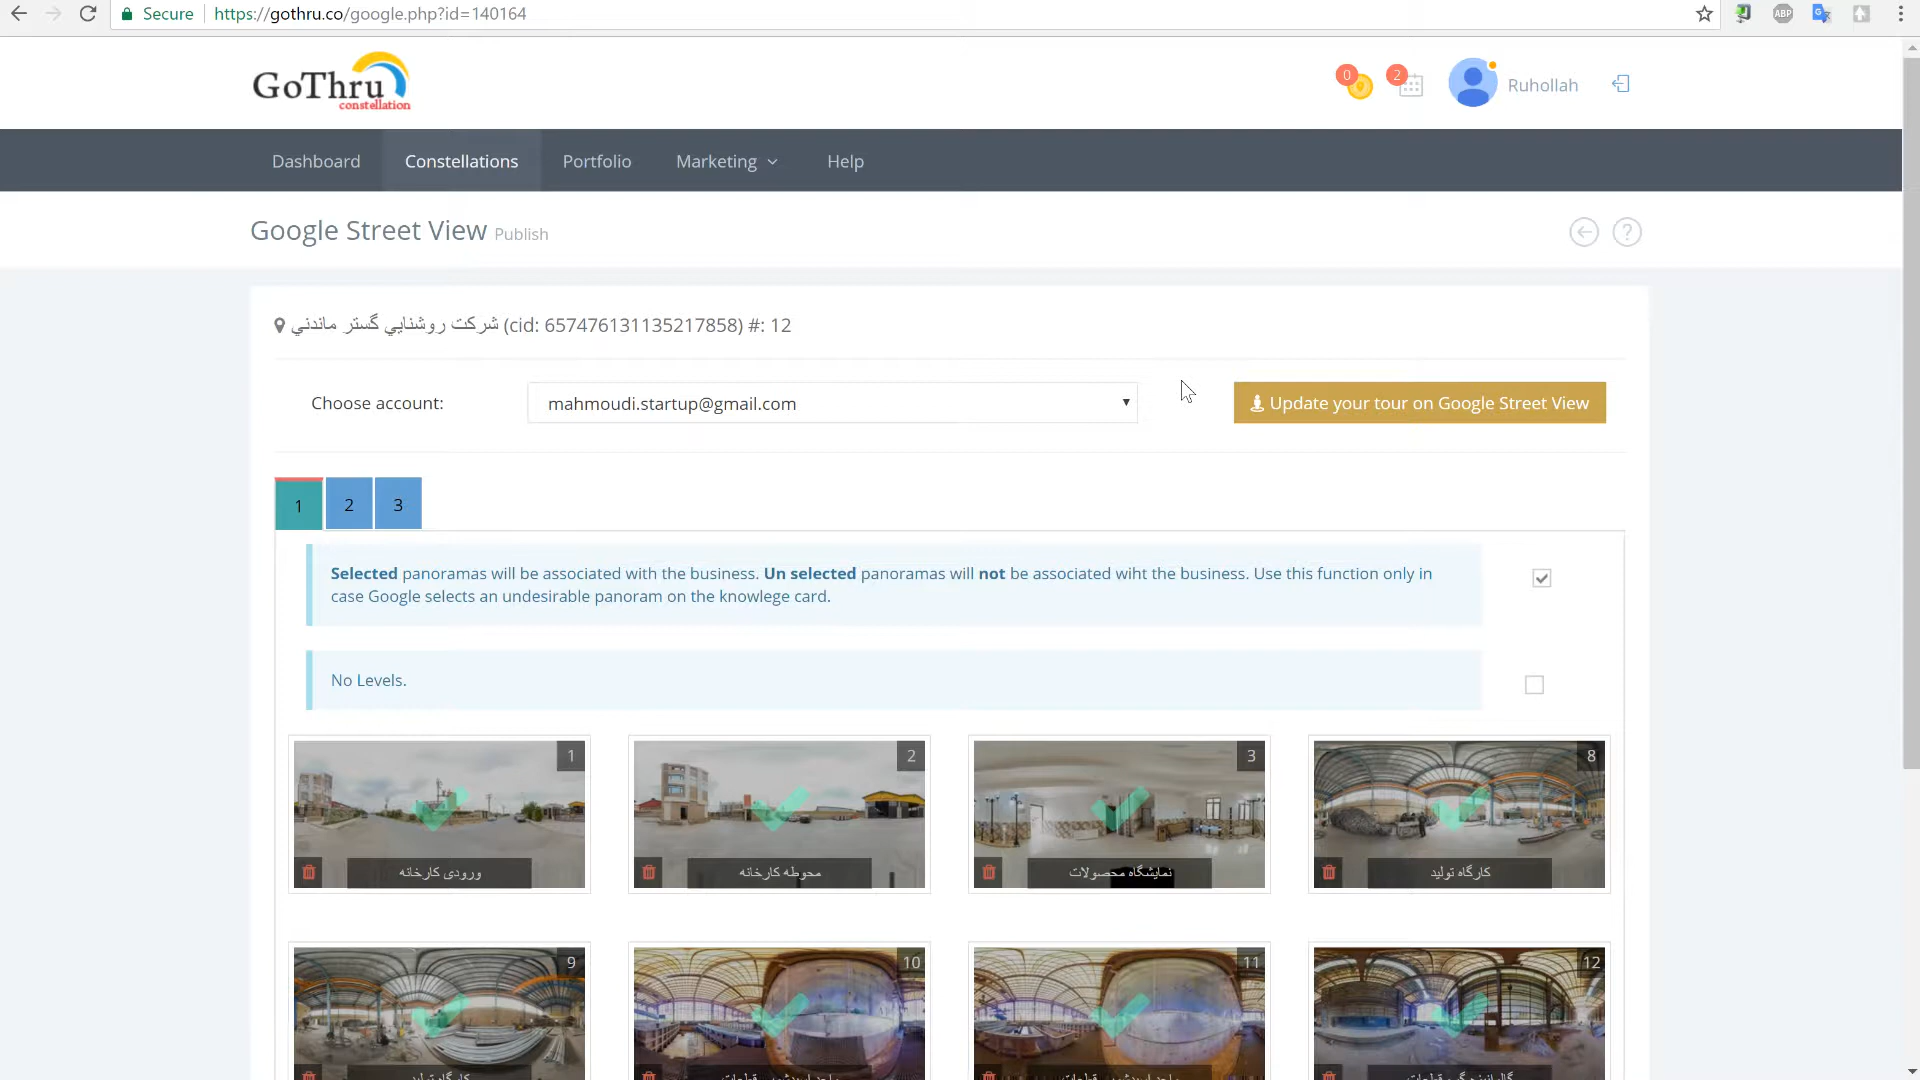 Secure https://gothru.co/google.php?id=140164
ABP
GoThru
constellation
0
2
Ruhollah
Dashboard
Constellations
Portfolio
Marketing
Help
Google Street View Publish
شركت روشنايي گستر ماندني (cid: 657476131135217858) #: 12
Choose account:
mahmoudi.startup@gmail.com
Update your tour on Google Street View
1
2
3
Selected panoramas will be associated with the business. Un selected panoramas will not be associated wiht the business. Use this function only in
case Google selects an undesirable panoram on the knowlege card.
No Levels.
1
2
3
8
ورودی کارخانه
محوطه کارخانه
نمایشگاه محصولات
کارگاه تولید
9
10
11
12
کارگاه تولید